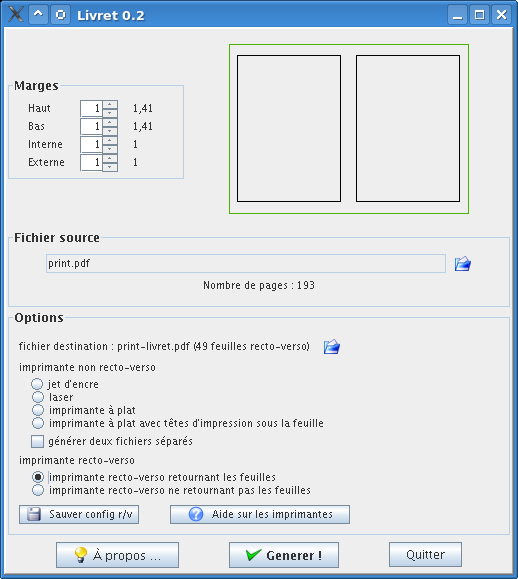 Livret 0.2
Marges
Haut 1 1,41
Bas 1 1,41
Interne 1 1
Externe 1 1
Fichier source
print.pdf
Nombre de pages : 193
Options
fichier destination : print-livret.pdf (49 feuilles recto-verso)
imprimante non recto-verso
jet d'encre
laser
imprimante à plat
imprimante à plat avec têtes d'impression sous la feuille
générer deux fichiers séparés
imprimante recto-verso
imprimante recto-verso retournant les feuilles
imprimante recto-verso ne retournant pas les feuilles
Sauver config r/v
Aide sur les imprimantes
À propos ...
Generer !
Quitter